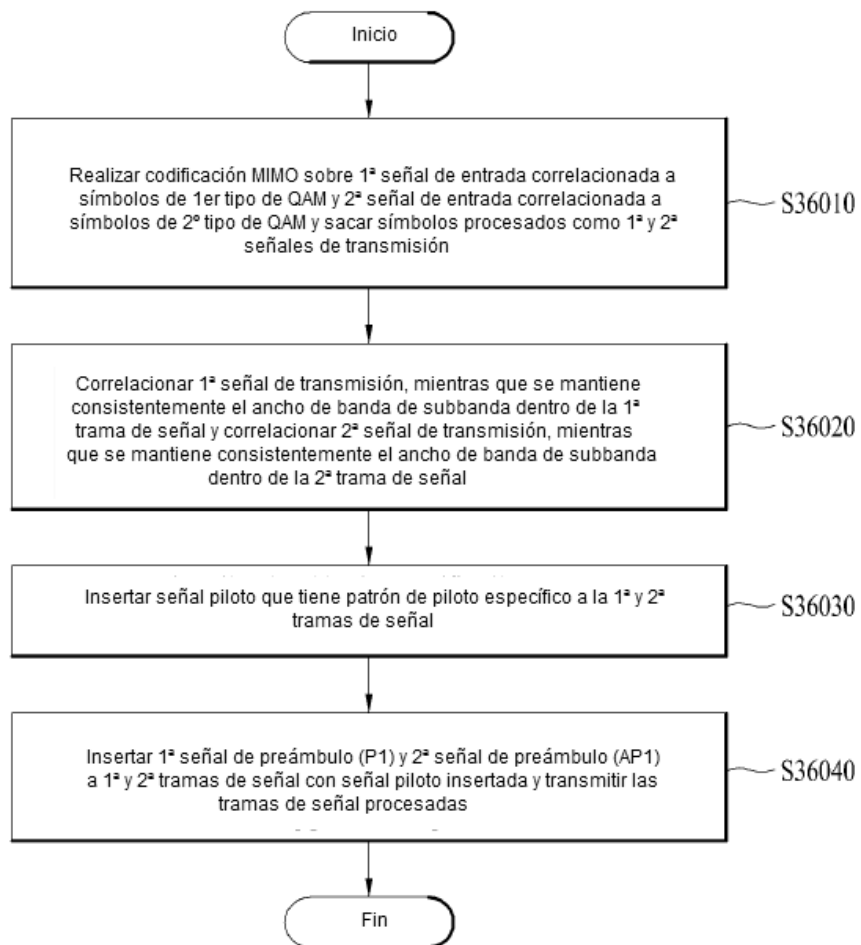 Inicio
Realizar codificación MIMO sobre 1ª señal de entrada correlacionada a
símbolos de 1er tipo de QAM y 2ª señal de entrada correlacionada a
símbolos de 2º tipo de QAM y sacar símbolos procesados como 1ª y 2ª
señales de transmisión
S36010
Correlacionar 1ª señal de transmisión, mientras que se mantiene
consistentemente el ancho de banda de subbanda dentro de la 1ª
trama de señal y correlacionar 2ª señal de transmisión, mientras
que se mantiene consistentemente el ancho de banda de subbanda
dentro de la 2ª trama de señal
S36020
Insertar señal piloto que tiene patrón de piloto específico a la 1ª y 2ª
tramas de señal
S36030
Insertar 1ª señal de preámbulo (P1) y 2ª señal de preámbulo (AP1)
a 1ª y 2ª tramas de señal con señal piloto insertada y transmitir las
tramas de señal procesadas
S36040
Fin